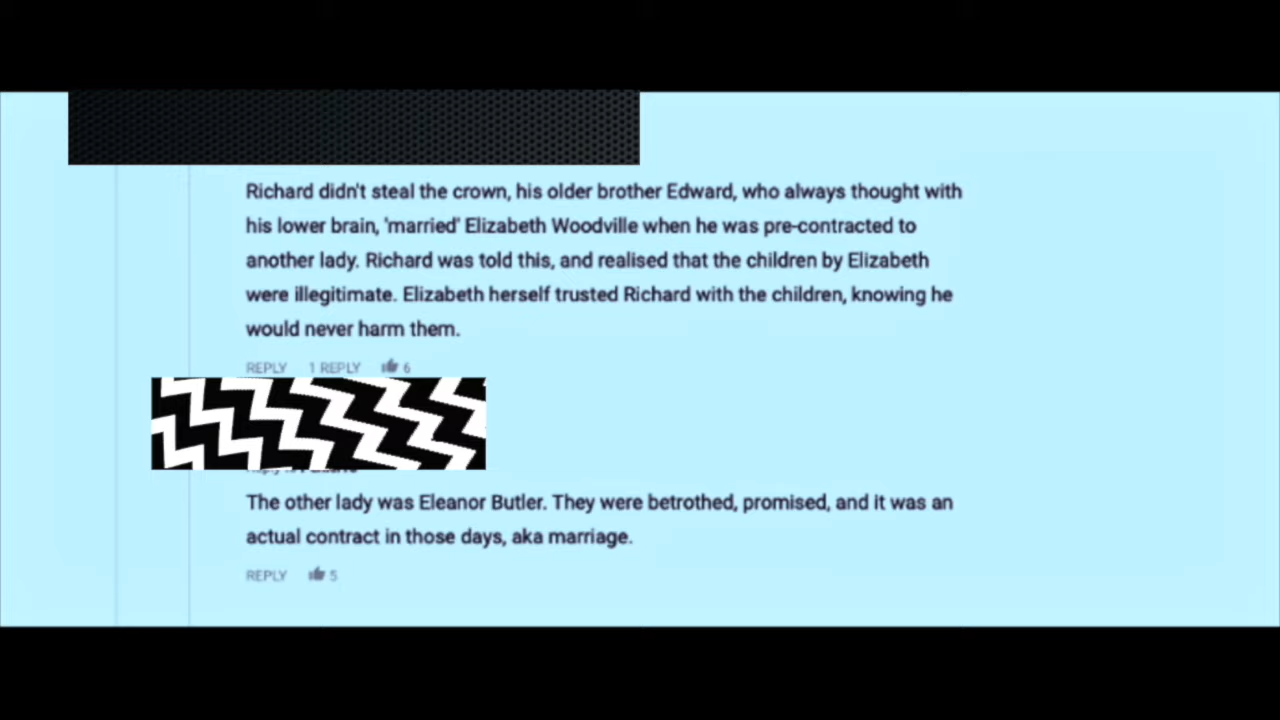 Richard didn't steal the crown, his older brother Edward, who always thought with
his lower brain, 'married' Elizabeth Woodville when he was pre-contracted to
another lady. Richard was told this, and realised that the children by Elizabeth
were illegitimate. Elizabeth herself trusted Richard with the children, knowing he
would never harm them.
REPLY 1 REPLY 6
The other lady was Eleanor Butler. They were betrothed, promised, and it was an
actual contract in those days, aka marriage.
REPLY 5